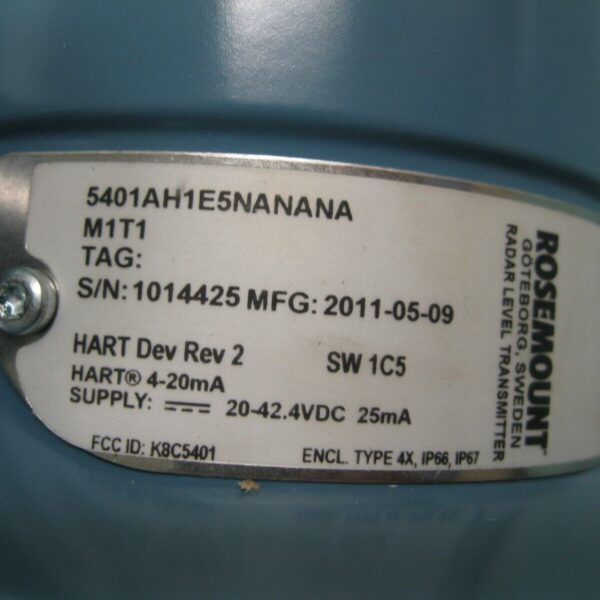 5401AH1E5NANANA
M1T1
TAG:
S/N: 1014425 MFG: 2011-05-09
HART Dev Rev 2 SW 1C5
HART® 4-20mA
SUPPLY: 20-42.4VDC 25mA
FCC ID: K8C5401 ENCL. TYPE 4X, IP66, IP67
ROSEMOUNT
GÖTEBORG, SWEDEN
RADAR LEVEL TRANSMITTER